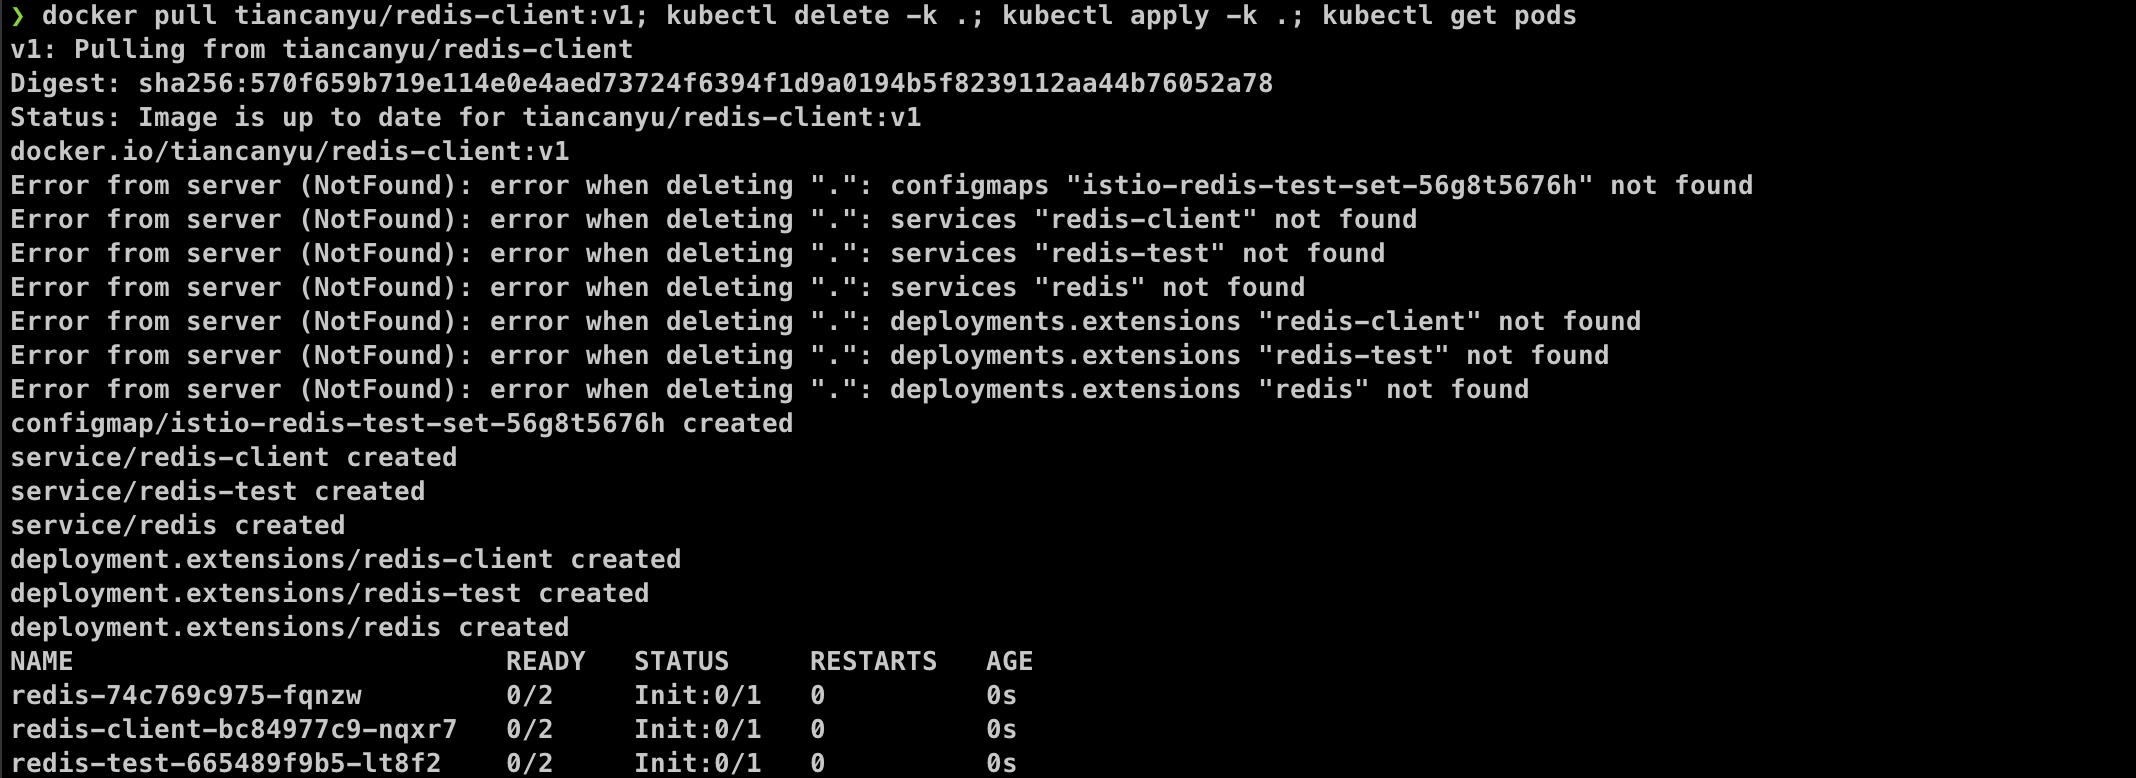 ❯ docker pull tiancanyu/redis-client:v1; kubectl delete -k .; kubectl apply -k .; kubectl get pods
v1: Pulling from tiancanyu/redis-client
Digest: sha256:570f659b719e114e0e4aed73724f6394f1d9a0194b5f8239112aa44b76052a78
Status: Image is up to date for tiancanyu/redis-client:v1
docker.io/tiancanyu/redis-client:v1
Error from server (NotFound): error when deleting ".": configmaps "istio-redis-test-set-56g8t5676h" not found
Error from server (NotFound): error when deleting ".": services "redis-client" not found
Error from server (NotFound): error when deleting ".": services "redis-test" not found
Error from server (NotFound): error when deleting ".": services "redis" not found
Error from server (NotFound): error when deleting ".": deployments.extensions "redis-client" not found
Error from server (NotFound): error when deleting ".": deployments.extensions "redis-test" not found
Error from server (NotFound): error when deleting ".": deployments.extensions "redis" not found
configmap/istio-redis-test-set-56g8t5676h created
service/redis-client created
service/redis-test created
service/redis created
deployment.extensions/redis-client created
deployment.extensions/redis-test created
deployment.extensions/redis created
NAME                           READY   STATUS     RESTARTS   AGE
redis-74c769c975-fqnzw         0/2     Init:0/1   0          0s
redis-client-bc84977c9-nqxr7   0/2     Init:0/1   0          0s
redis-test-665489f9b5-lt8f2    0/2     Init:0/1   0          0s